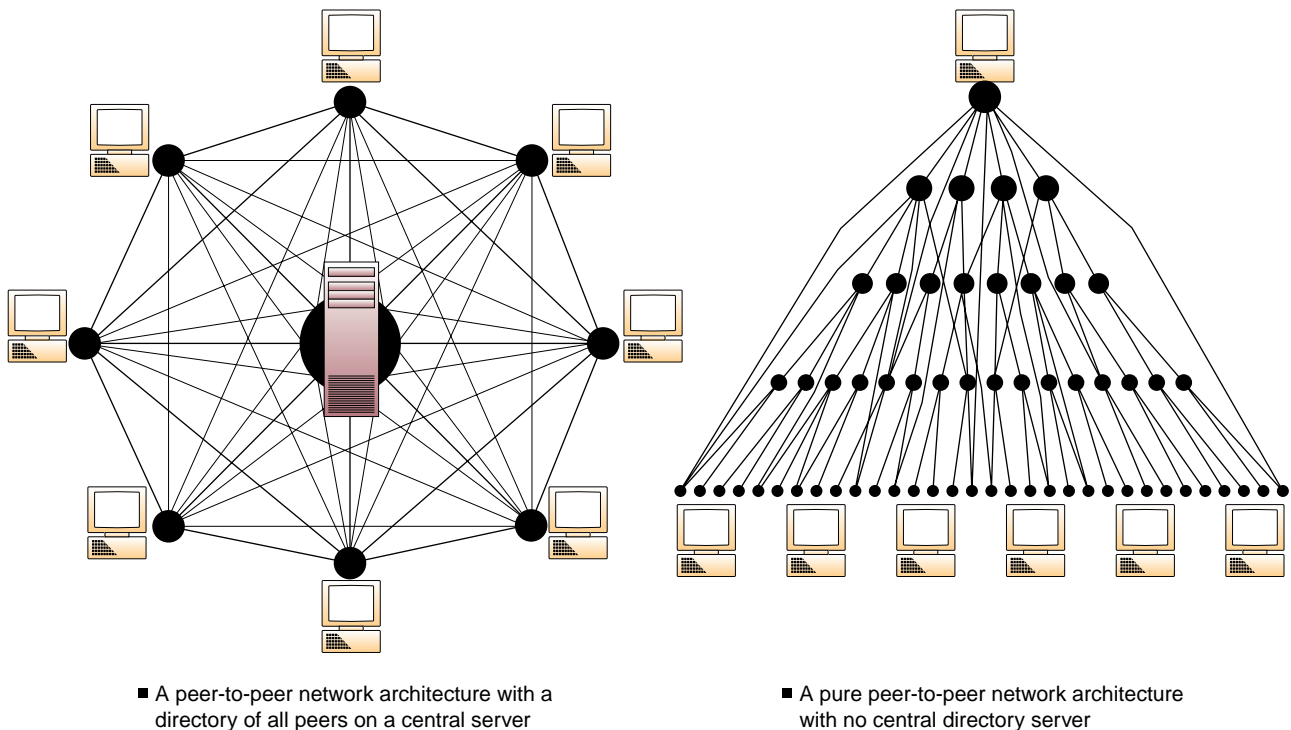 A peer-to-peer network architecture with a
directory of all peers on a central server
A pure peer-to-peer network architecture
with no central directory server